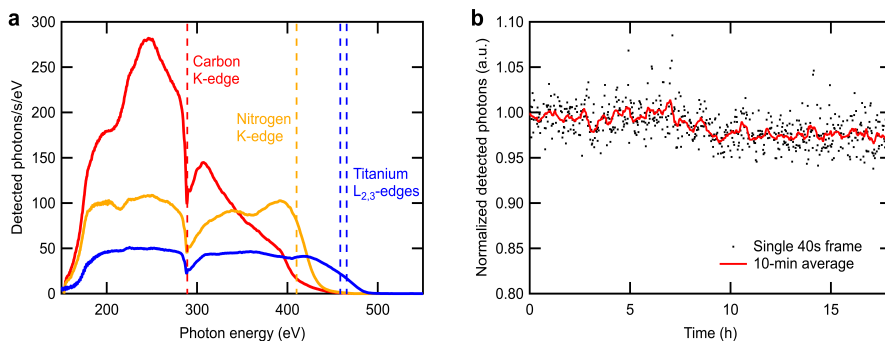 a
300
250
200
150
100
50
0
Detected photons/s/eV
Carbon
K-edge
Nitrogen
K-edge
Titanium
L2,3-edges
200
300
400
500
Photon energy (eV)
b
1.10
1.05
1.00
0.95
0.90
0.85
0.80
Normalized detected photons (a.u.)
Single 40s frame
10-min average
0
5
10
15
Time (h)